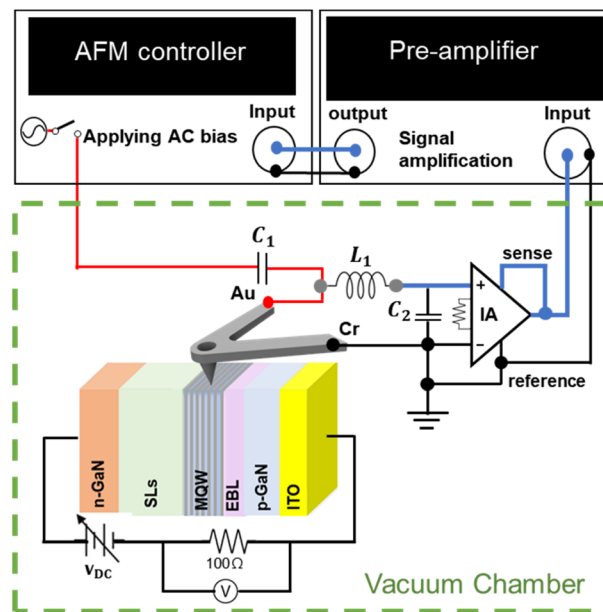 AFM controller
Pre-amplifier
Input
output
Input
Applying AC bias
Signal
amplification
C₁
L₁
sense
Au
+
C₂
IA
Cr
−
reference
n-GaN
SLs
MQW
EBL
p-GaN
ITO
V_DC
100Ω
V
Vacuum Chamber